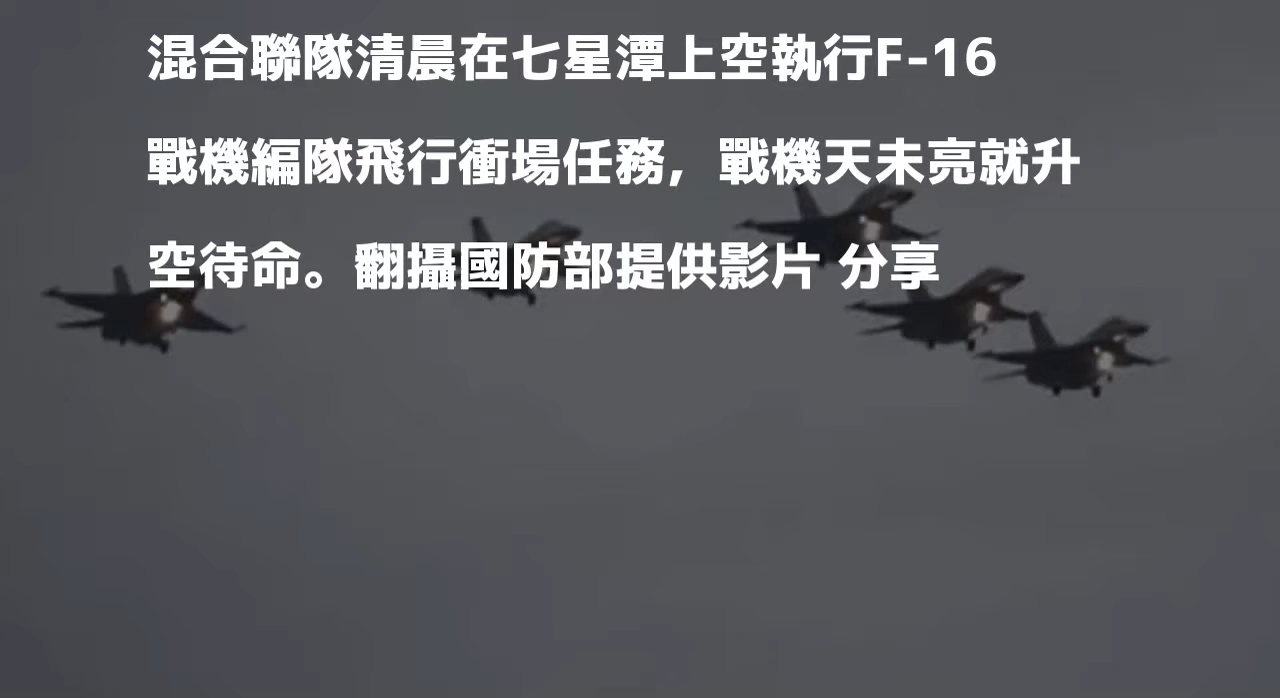 混合聯隊清晨在七星潭上空執行F-16
戰機編隊飛行衝場任務，戰機天未亮就升
空待命。翻攝國防部提供影片 分享